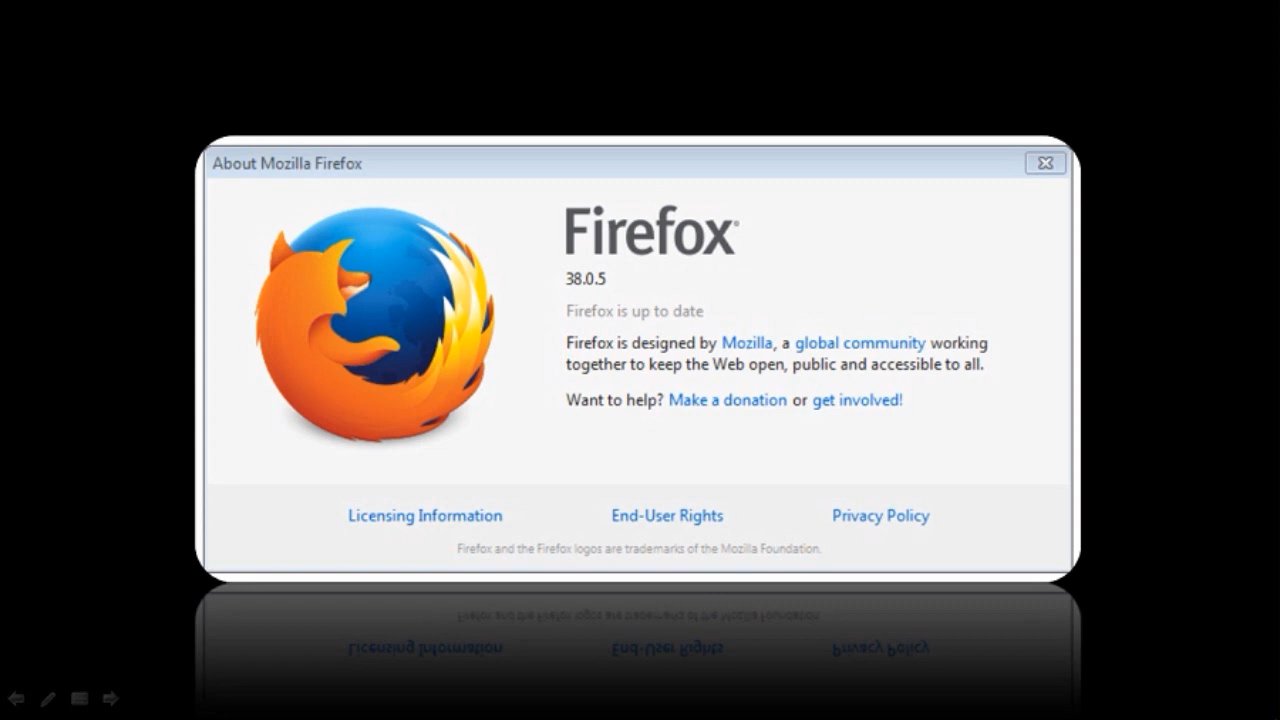 About Mozilla Firefox
Firefox
38.0.5
Firefox is up to date
Firefox is designed by Mozilla, a global community working
together to keep the Web open, public and accessible to all.
Want to help? Make a donation or get involved!
Licensing Information End-User Rights Privacy Policy
Firefox and the Firefox logos are trademarks of the Mozilla Foundation.